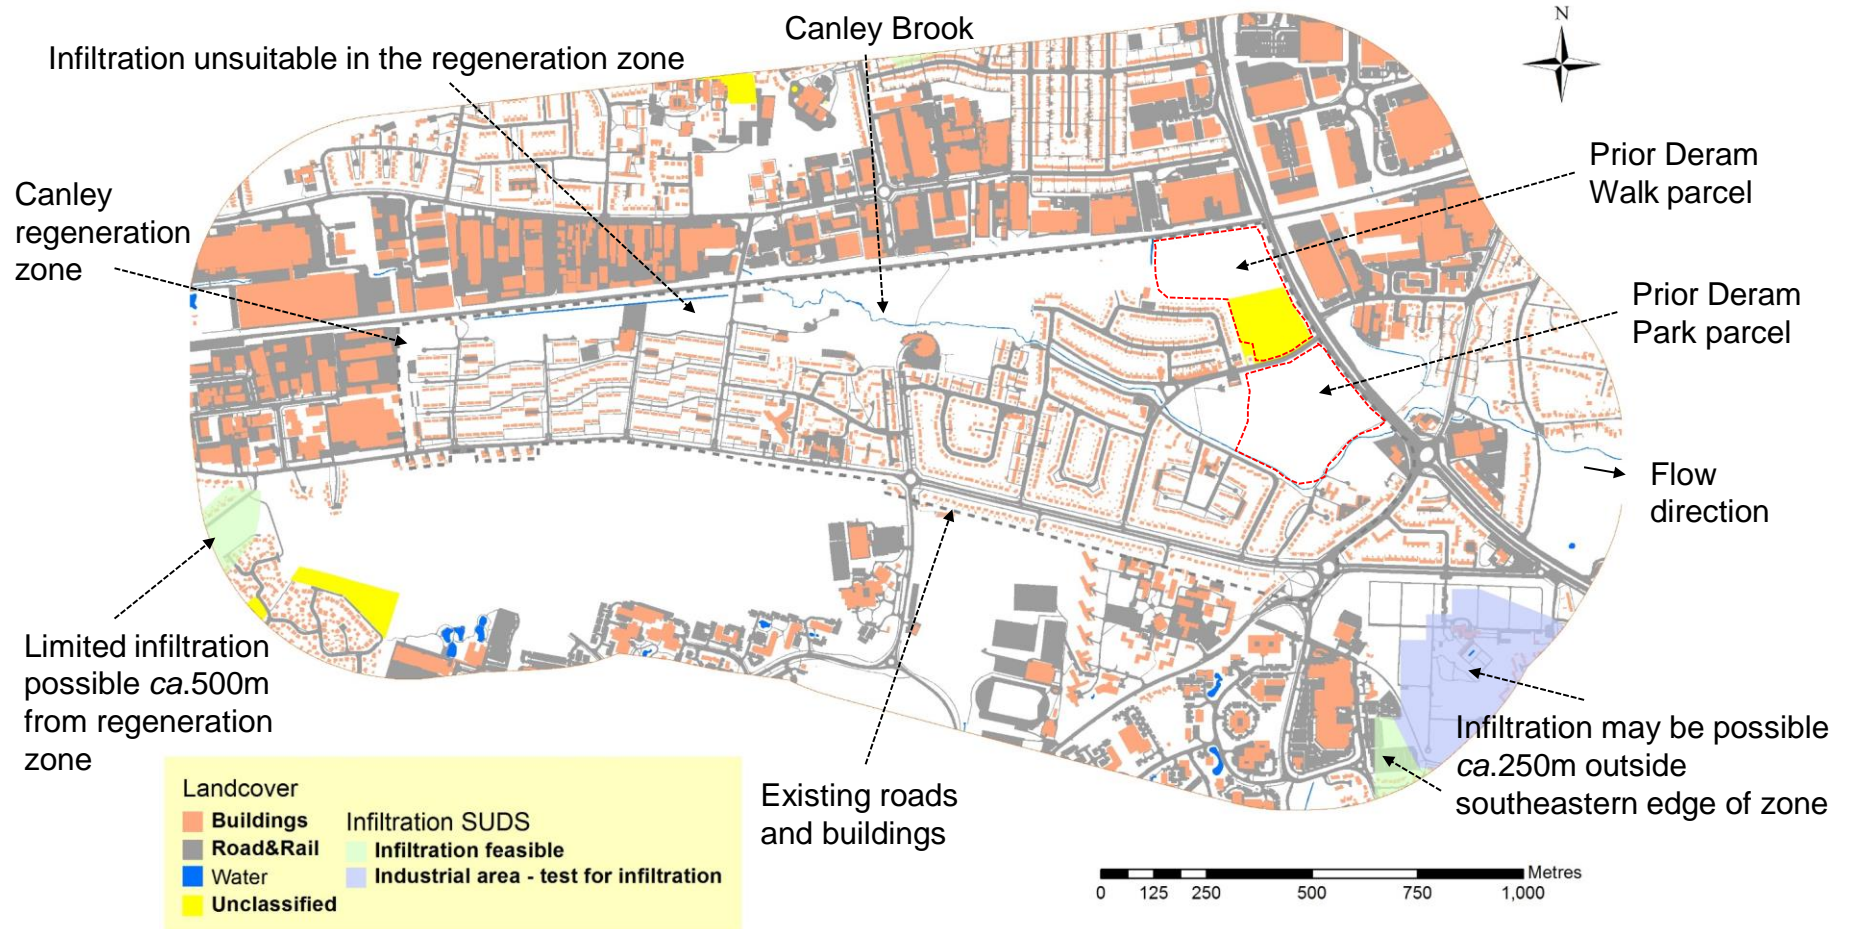 Canley Brook
Infiltration unsuitable in the regeneration zone
N
Prior Deram
Walk parcel
Canley
regeneration
zone
Prior Deram
Park parcel
Flow
direction
Limited infiltration
possible ca.500m
from regeneration
zone
Infiltration may be possible
ca.250m outside
southeastern edge of zone
Existing roads
and buildings
Landcover
Buildings
Road&Rail
Water
Unclassified
Infiltration SUDS
Infiltration feasible
Industrial area - test for infiltration
Metres
0 125 250 500 750 1,000